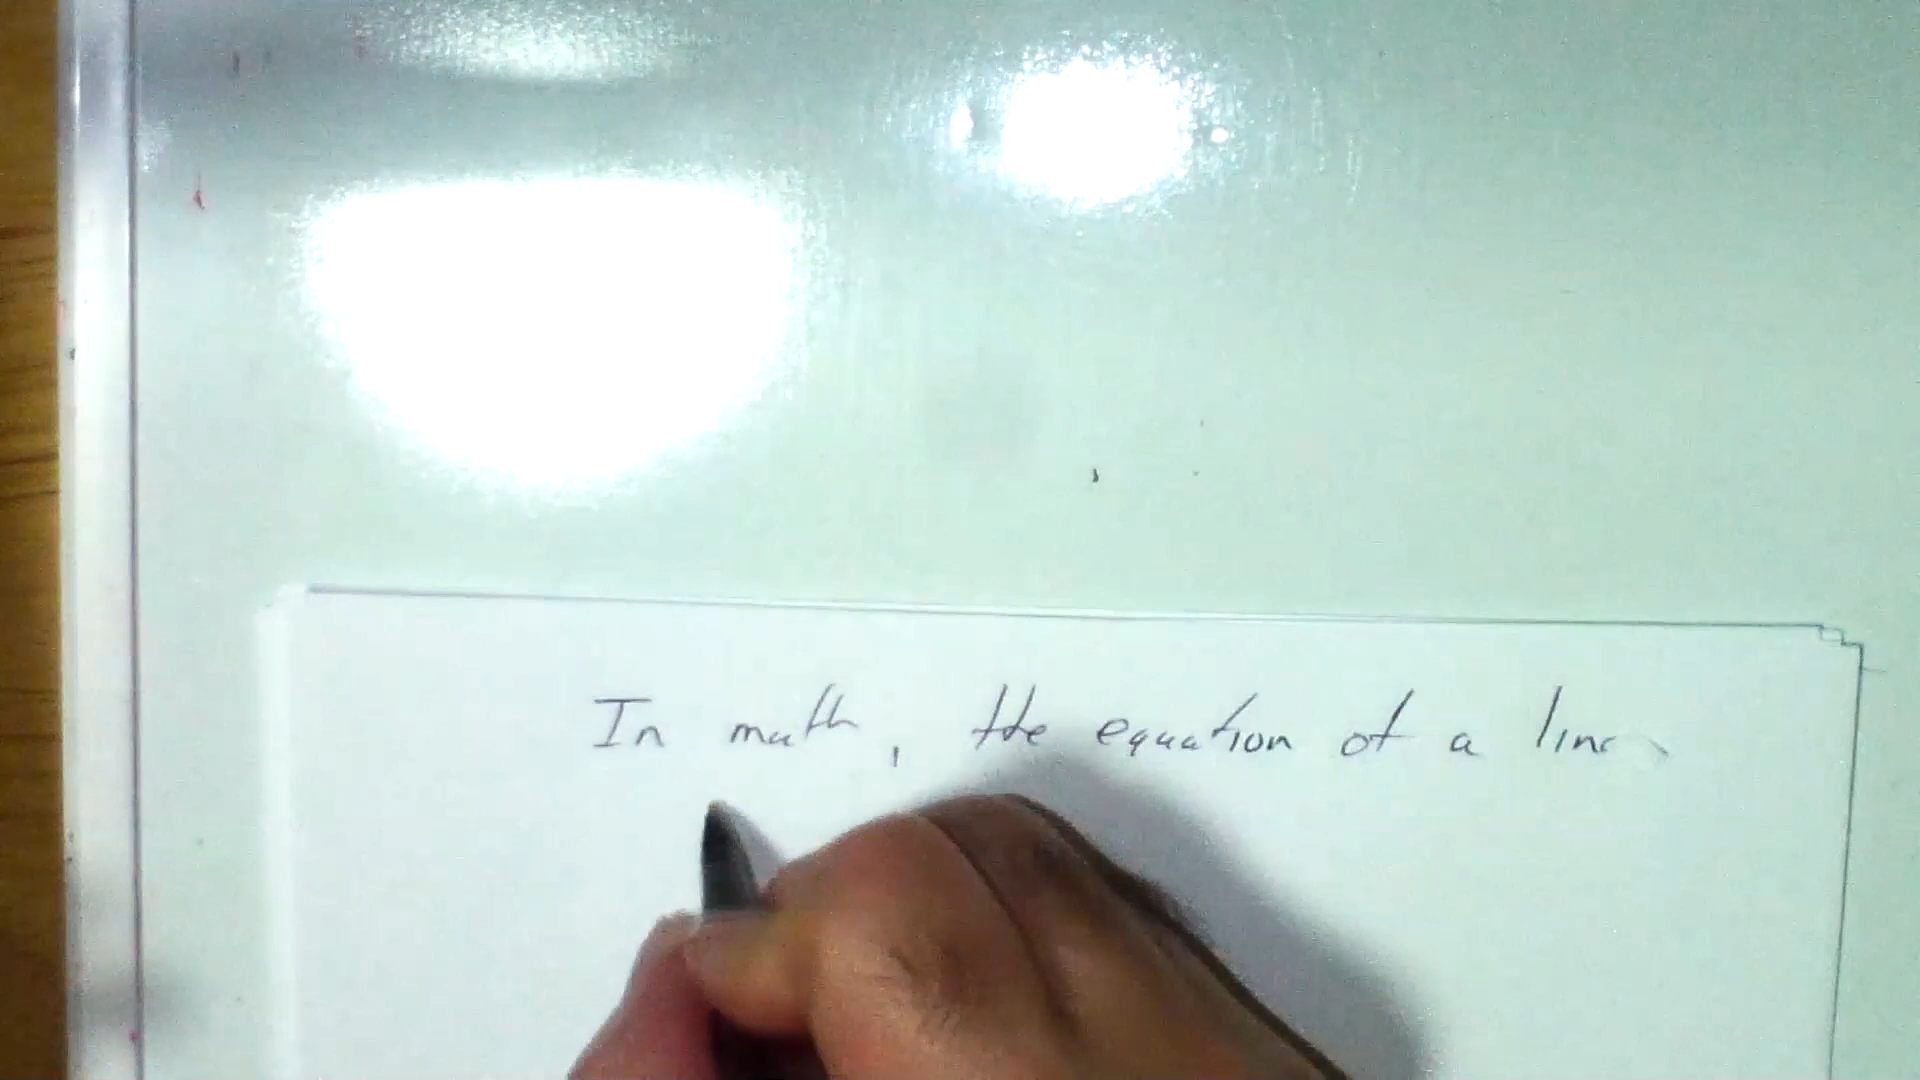 In math, the equation of a line